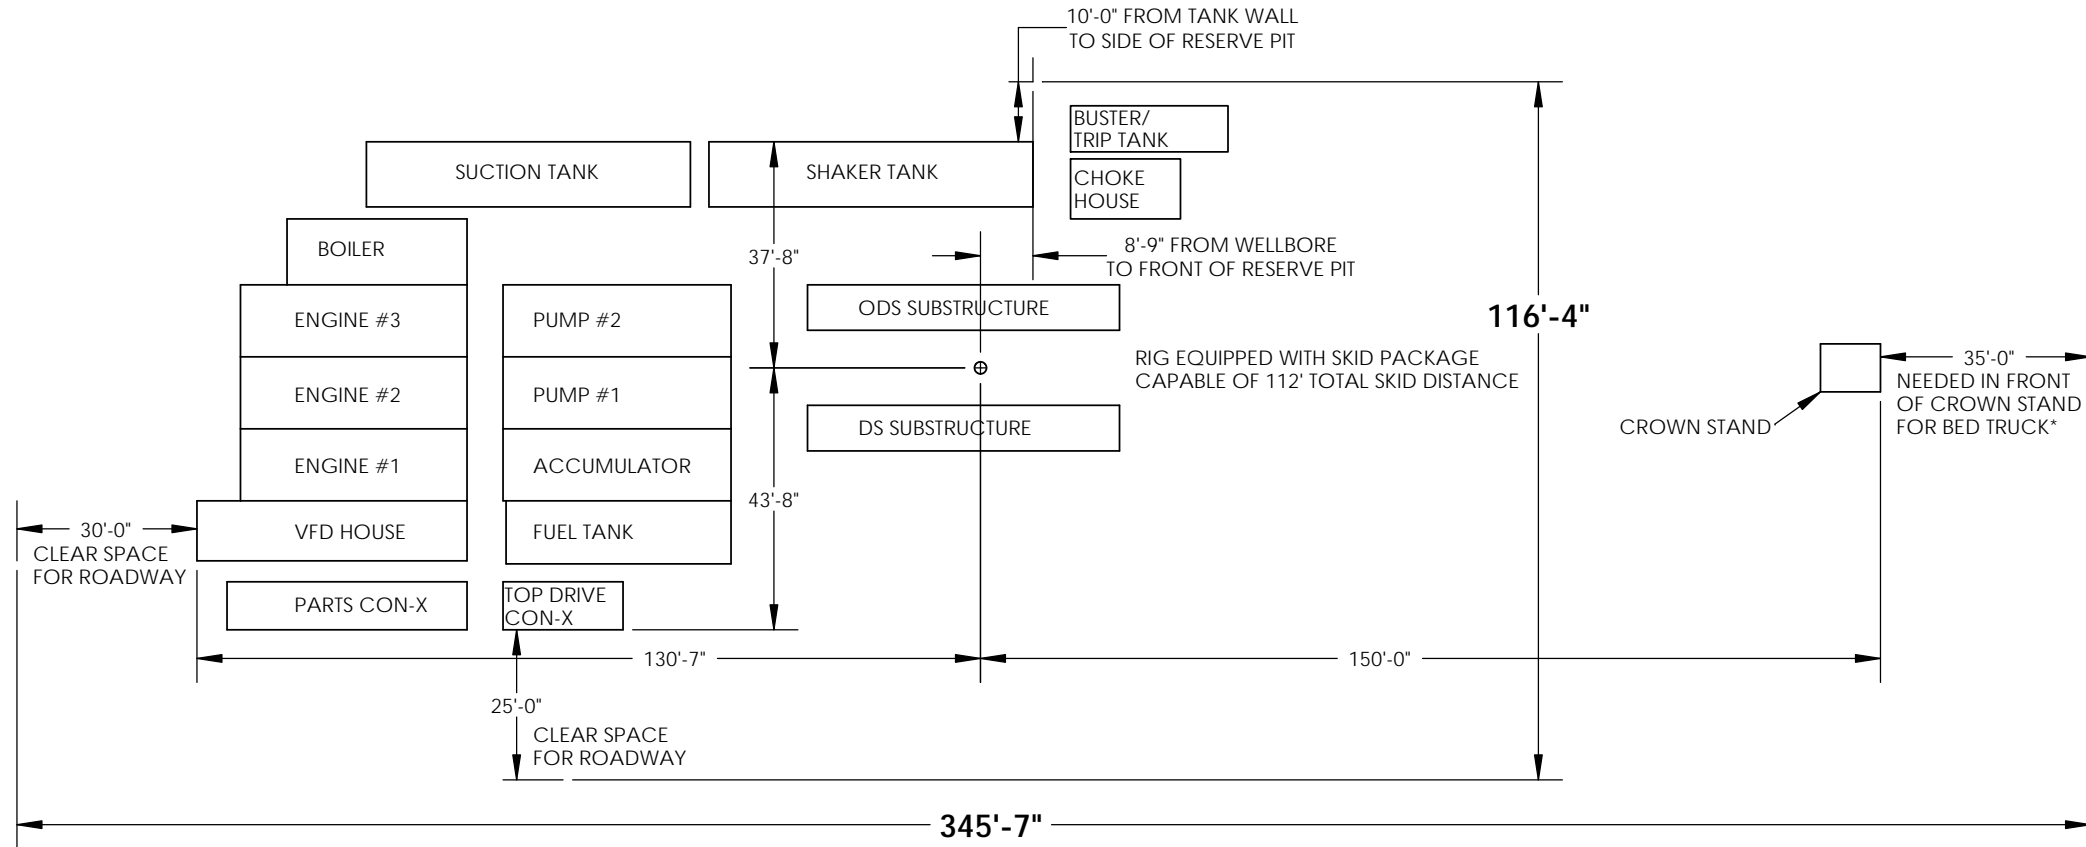 10'-0" FROM TANK WALL
TO SIDE OF RESERVE PIT
BUSTER/
TRIP TANK
SUCTION TANK
SHAKER TANK
CHOKE
HOUSE
BOILER
37'-8"
8'-9" FROM WELLBORE
TO FRONT OF RESERVE PIT
ENGINE #3
PUMP #2
ODS SUBSTRUCTURE
116'-4"
RIG EQUIPPED WITH SKID PACKAGE
CAPABLE OF 112' TOTAL SKID DISTANCE
35'-0"
NEEDED IN FRONT
OF CROWN STAND
FOR BED TRUCK*
CROWN STAND
ENGINE #2
PUMP #1
DS SUBSTRUCTURE
ENGINE #1
ACCUMULATOR
43'-8"
30'-0"
CLEAR SPACE
FOR ROADWAY
VFD HOUSE
FUEL TANK
PARTS CON-X
TOP DRIVE
CON-X
130'-7"
150'-0"
25'-0"
CLEAR SPACE
FOR ROADWAY
345'-7"